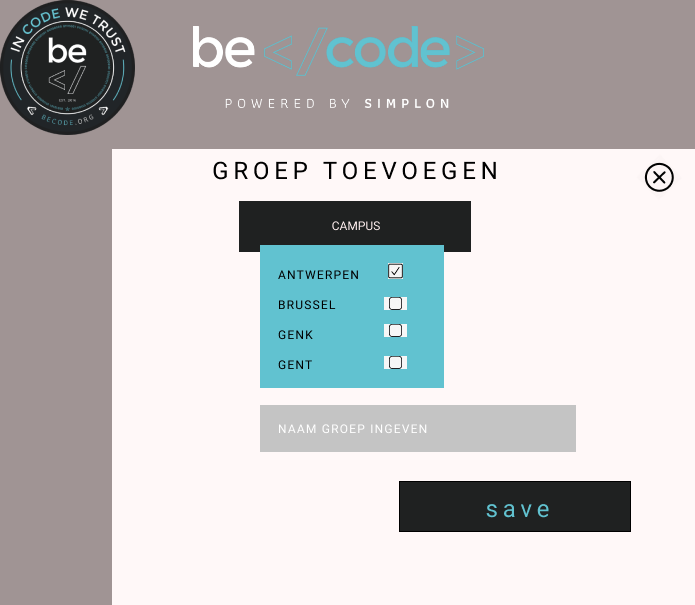 IN CODE WE TRUST
be
</>
EST. 2016
BECODE.ORG
be </code>
POWERED BY SIMPLON
GROEP TOEVOEGEN
CAMPUS
ANTWERPEN
BRUSSEL
GENK
GENT
NAAM GROEP INGEVEN
save